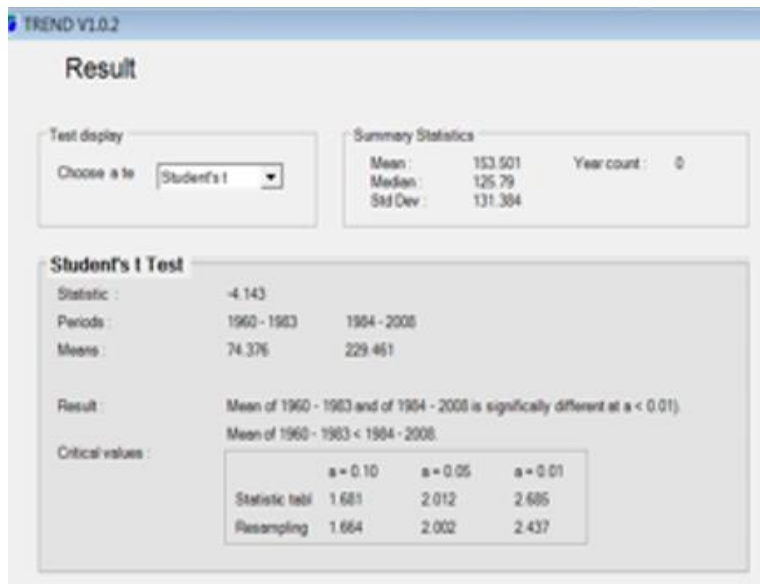 TREND V1.0.2
Result
Test display
Choose a te Student's t
Summary Statistics
Mean : 153.501 Year count : 0
Median : 125.79
Std Dev : 131.384
Student's t Test
Statistic : -4.143
Periods : 1960 - 1983 1984 - 2008
Means : 74.376 229.461
Result : Mean of 1960 - 1983 and of 1984 - 2008 is significally different at a < 0.01).
Mean of 1960 - 1983 < 1984 - 2008.
Critical values :
a = 0.10 a = 0.05 a = 0.01
Statistic tabl 1.681 2.012 2.685
Resampling 1.664 2.002 2.437